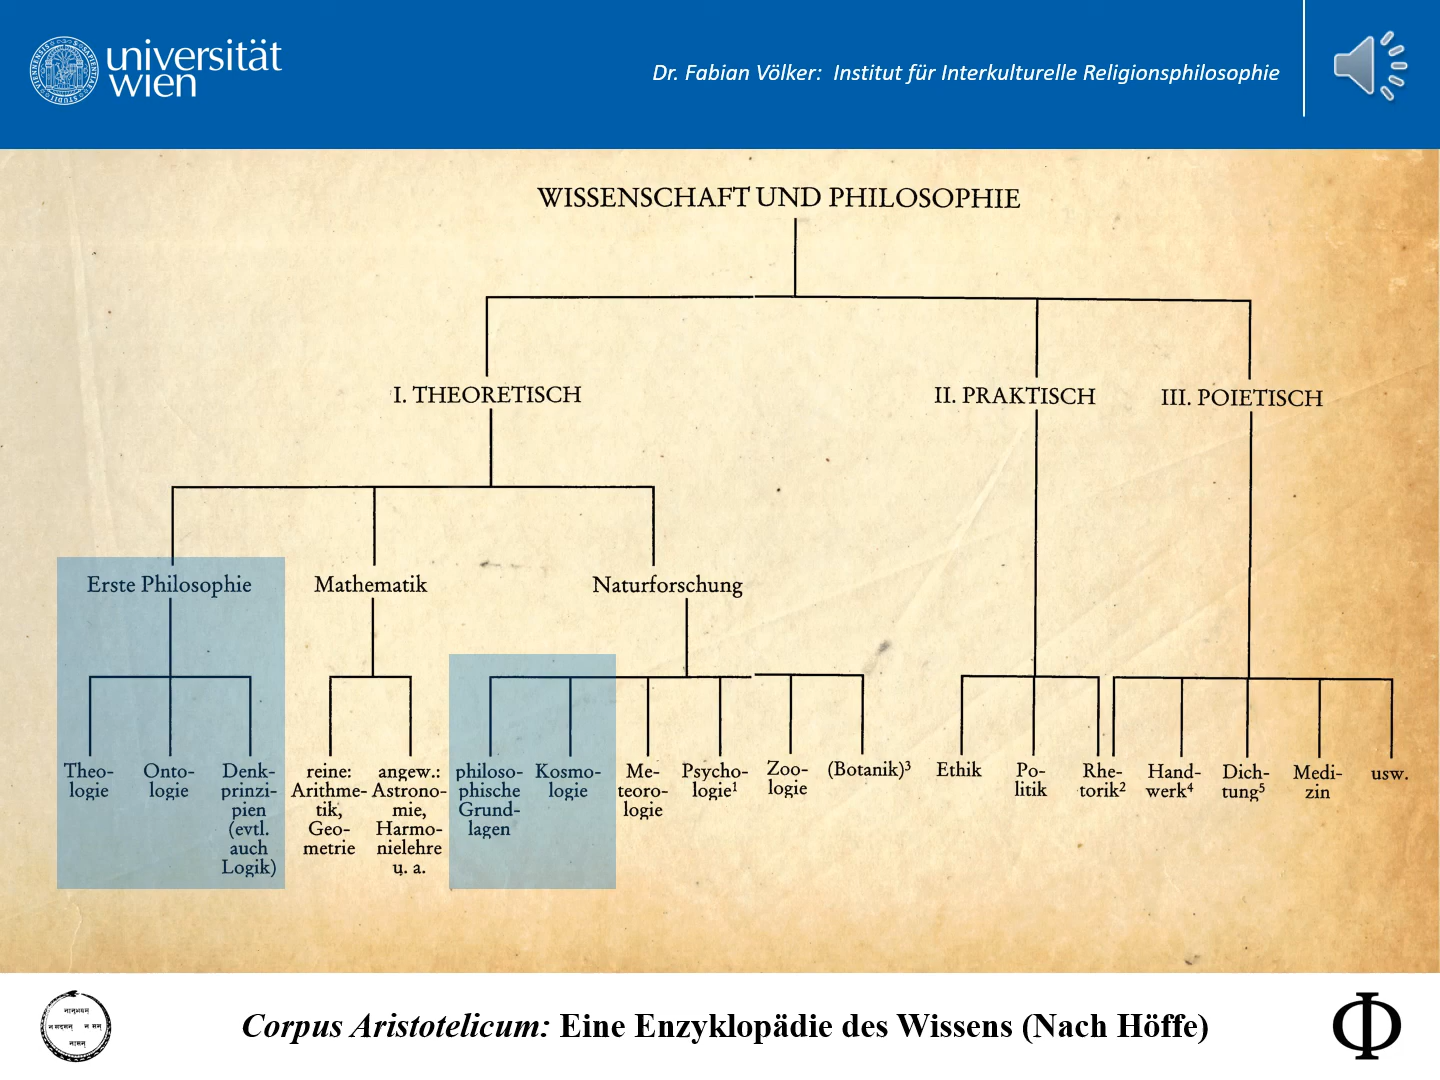 universität
wien
Dr. Fabian Völker: Institut für Interkulturelle Religionsphilosophie
WISSENSCHAFT UND PHILOSOPHIE
I. THEORETISCH
II. PRAKTISCH
III. POIETISCH
Erste Philosophie
Mathematik
Naturforschung
Theo-
logie
Onto-
logie
Denk-
prinzi-
pien
(evtl.
auch
Logik)
reine:
Arithme-
tik,
Geo-
metrie
angew.:
Astrono-
mie,
Harmo-
nielehre
u. a.
philoso-
phische
Grund-
lagen
Kosmo-
logie
Me-
teoro-
logie
Psycho-
logie¹
Zoo-
logie
(Botanik)³
Ethik
Po-
litik
Rhe-
torik²
Hand-
werk⁴
Dich-
tung⁵
Medi-
zin
usw.
Corpus Aristotelicum: Eine Enzyklopädie des Wissens (Nach Höffe)
Φ